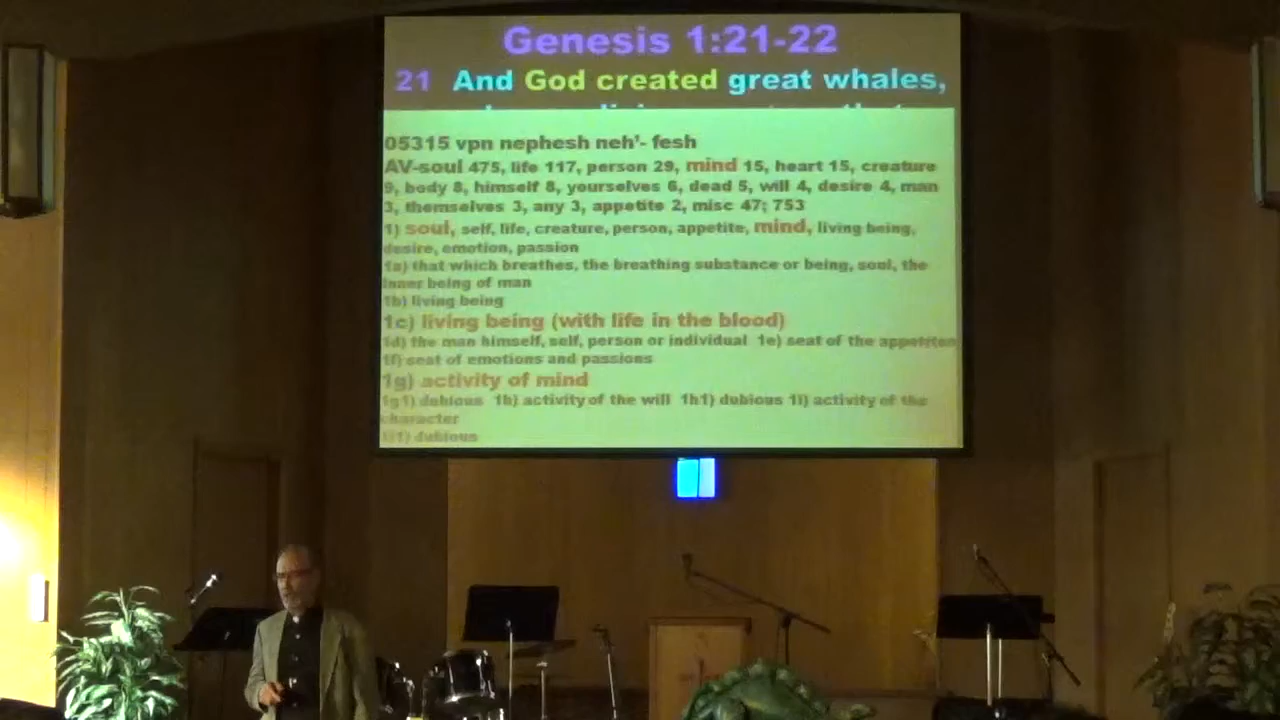 Genesis 1:21-22
21 And God created great whales,
05315 vpn nephesh neh'- fesh
AV-soul 475, life 117, person 29, mind 15, heart 15, creature
9, body 8, himself 8, yourselves 6, dead 5, will 4, desire 4, man
3, themselves 3, any 3, appetite 2, misc 47; 753
1) soul, self, life, creature, person, appetite, mind, living being,
desire, emotion, passion
1a) that which breathes, the breathing substance or being, soul, the
inner being of man
1b) living being
1c) living being (with life in the blood)
1d) the man himself, self, person or individual 1e) seat of the appetites
1f) seat of emotions and passions
1g) activity of mind
1g1) dubious 1h) activity of the will 1h1) dubious 1i) activity of the
character
1i1) dubious